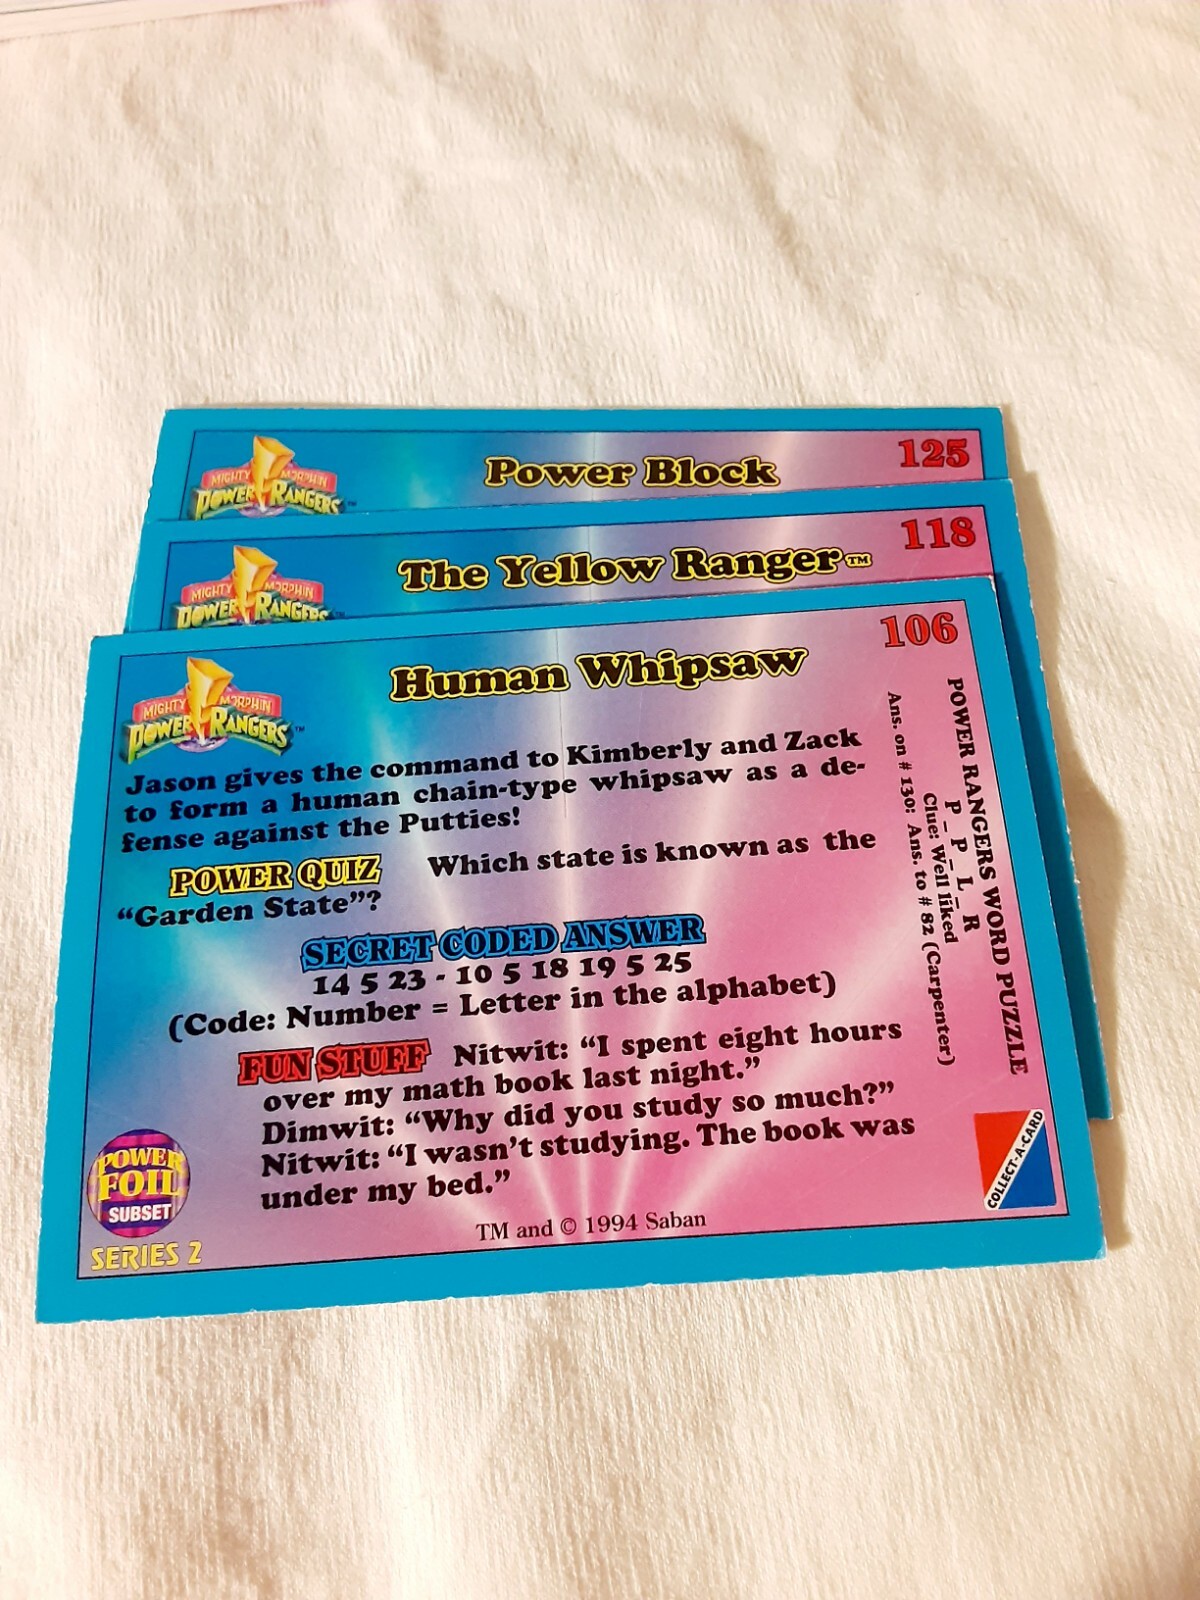 MIGHTY MORPHIN
POWER RANGERS™
Power Block
125
MIGHTY MORPHIN
POWER RANGERS™
The Yellow Ranger™
118
MIGHTY MORPHIN
POWER RANGERS™
Human Whipsaw
106
Jason gives the command to Kimberly and Zack
to form a human chain-type whipsaw as a de-
fense against the Putties!
POWER QUIZ Which state is known as the
“Garden State”?
SECRET CODED ANSWER
14 5 23 - 10 5 18 19 5 25
(Code: Number = Letter in the alphabet)
FUN STUFF Nitwit: “I spent eight hours
over my math book last night.”
Dimwit: “Why did you study so much?”
Nitwit: “I wasn’t studying. The book was
under my bed.”
TM and © 1994 Saban
POWER FOIL SUBSET
SERIES 2
POWER RANGERS WORD PUZZLE
P _ P _ L _ R
Clue: Well liked
Ans. on # 130: Ans. to # 82 (Carpenter)
COLLECT-A-CARD